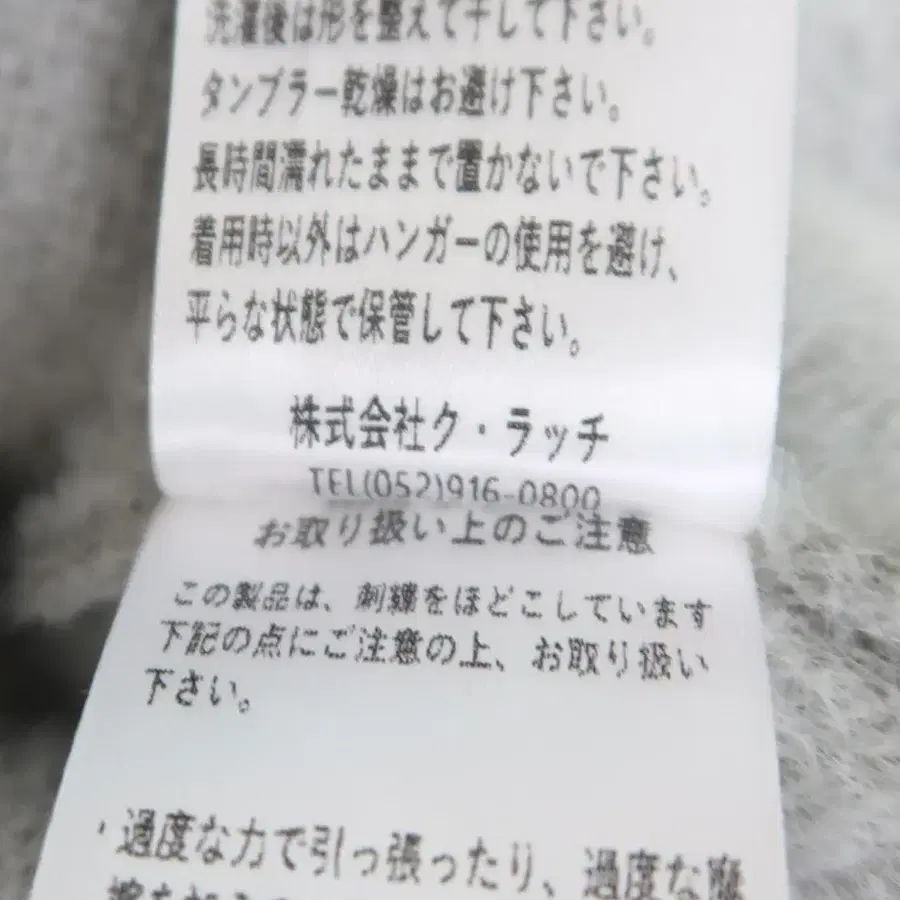 洗濯後は形を整えて干して下さい。
タンブラー乾燥はお避け下さい。
長時間濡れたままで置かないで下さい。
着用時以外はハンガーの使用を避け、
平らな状態で保管して下さい。
株式会社ク・ラッチ
TEL(052)916-0800
お取り扱い上のご注意
この製品は、刺繍をほどこしています
下記の点にご注意の上、お取り扱い
下さい。
・過度な力で引っ張ったり、過度な摩
擦を加え